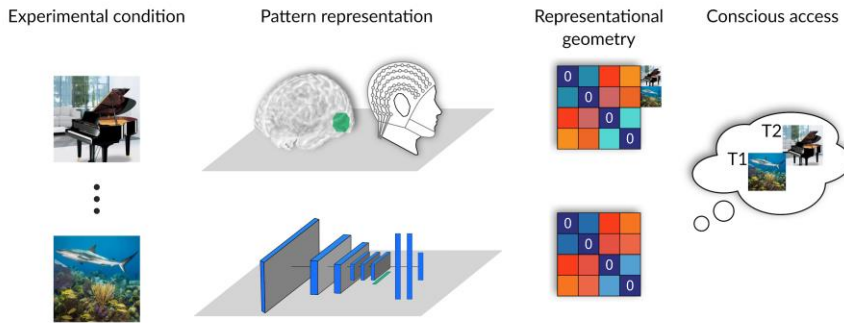 Experimental condition
Pattern representation
Representational
geometry
Conscious access
0
0
0
0
T2
T1
0
0
0
0